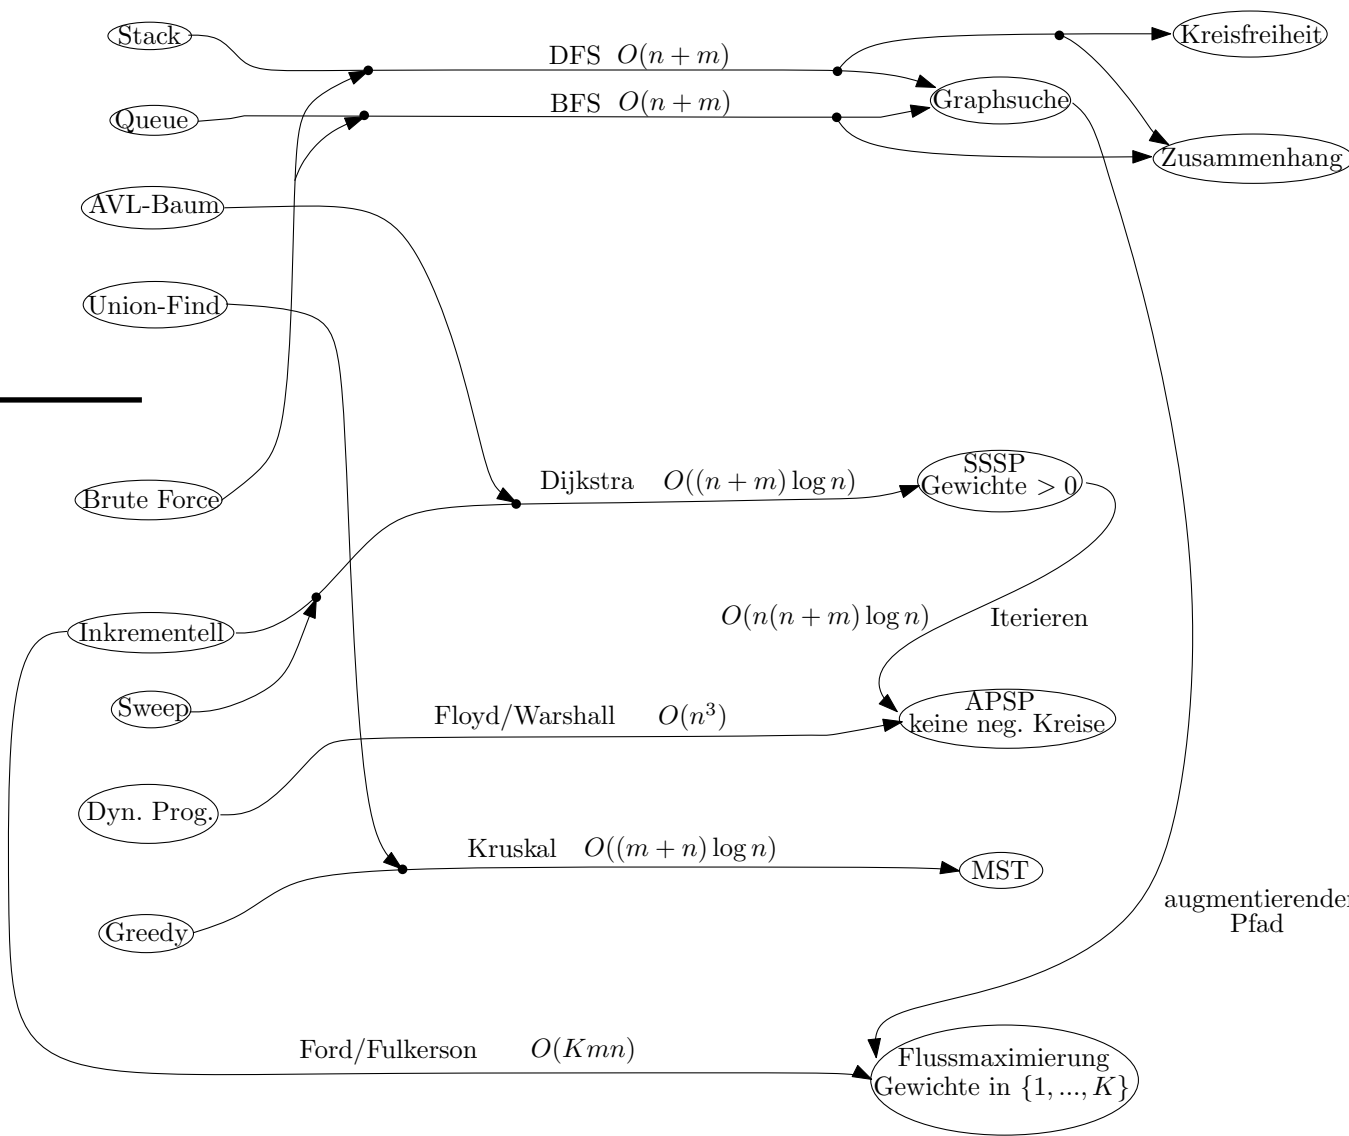 Stack
DFS O(n + m)
Kreisfreiheit
Graphsuche
Queue
BFS O(n + m)
Zusammenhang
AVL-Baum
Union-Find
Brute Force
Dijkstra O((n + m) log n)
SSSP
Gewichte > 0
Inkrementell
O(n(n + m) log n)
Iterieren
Sweep
Floyd/Warshall O(n³)
APSP
keine neg. Kreise
Dyn. Prog.
Kruskal O((m + n) log n)
MST
Greedy
augmentierender
Pfad
Ford/Fulkerson O(Kmn)
Flussmaximierung
Gewichte in {1, ..., K}